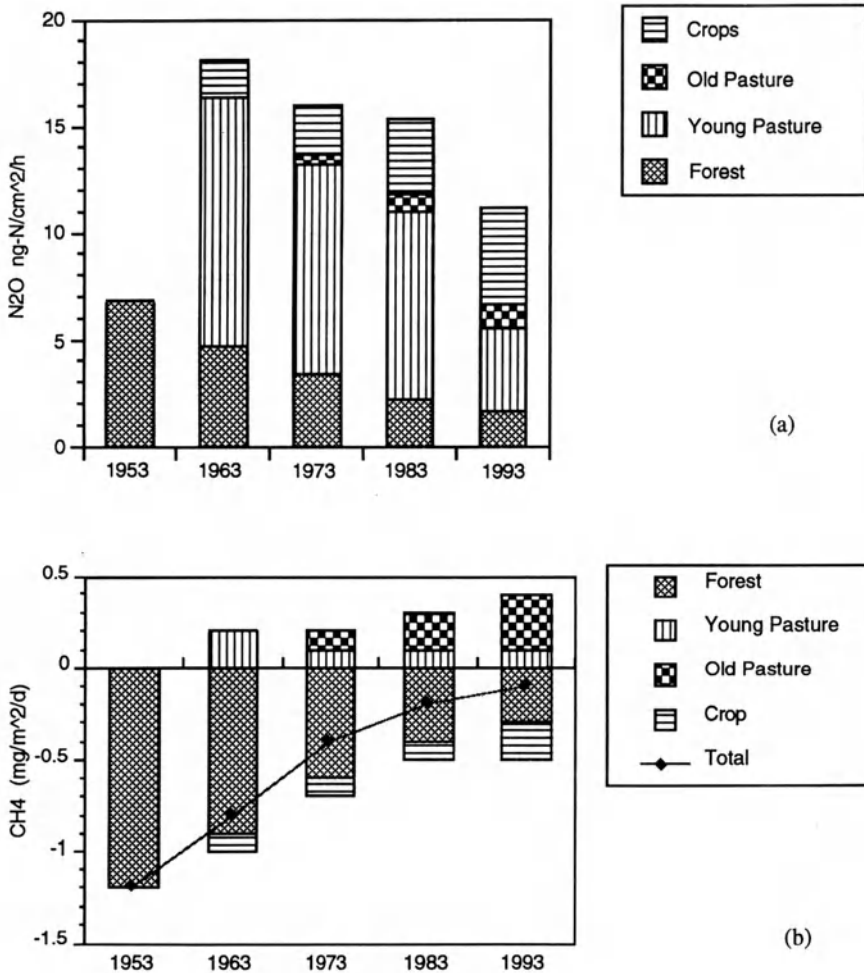 20
15
10
5
0
N2O ng-N/cm^2/h
1953 1963 1973 1983 1993
Crops
Old Pasture
Young Pasture
Forest
(a)
0.5
0
-0.5
-1
-1.5
CH4 (mg/m^2/d)
1953 1963 1973 1983 1993
Forest
Young Pasture
Old Pasture
Crop
Total
(b)